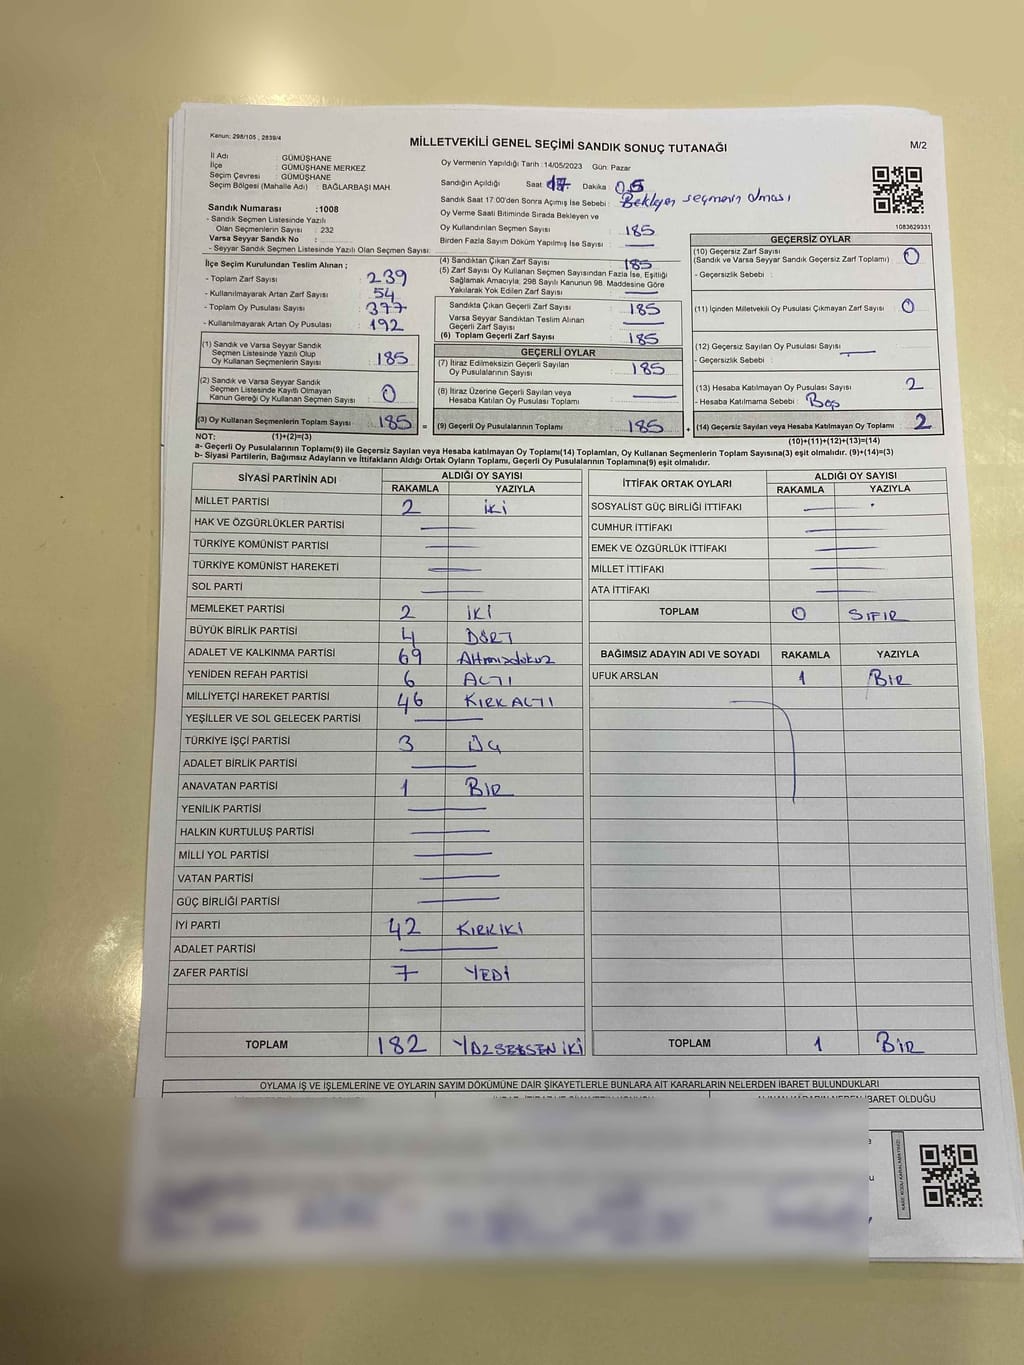 Kanun: 298/105 , 2839/4
MİLLETVEKİLİ GENEL SEÇİMİ SANDIK SONUÇ TUTANAĞI
M/2
İl Adı : GÜMÜŞHANE
İlçe : GÜMÜŞHANE MERKEZ
Seçim Çevresi : GÜMÜŞHANE
Seçim Bölgesi (Mahalle Adı) : BAĞLARBAŞI MAH.
Sandık Numarası :1008
- Sandık Seçmen Listesinde Yazılı
Olan Seçmenlerin Sayısı : 232
Varsa Seyyar Sandık No :
- Seyyar Sandık Seçmen Listesinde Yazılı Olan Seçmen Sayısı:
Oy Vermenin Yapıldığı Tarih :14/05/2023 Gün: Pazar
Sandığın Açıldığı Saat 17. Dakika 05
Sandık Saat 17:00'den Sonra Açımış İse Sebebi : Bekleyen seçmenin olması
Oy Verme Saati Bitiminde Sırada Bekleyen ve
Oy Kullandırılan Seçmen Sayısı : 185
Birden Fazla Sayım Döküm Yapılmış İse Sayısı : —
1083629331
İlçe Seçim Kurulundan Teslim Alınan ;
- Toplam Zarf Sayısı : 239
- Kullanılmayarak Artan Zarf Sayısı : 54
- Toplam Oy Pusulası Sayısı : 377
- Kullanılmayarak Artan Oy Pusulası : 192
(4) Sandıktan Çıkan Zarf Sayısı : 185
(5) Zarf Sayısı Oy Kullanan Seçmen Sayısından Fazla İse, Eşitliği
Sağlamak Amacıyla; 298 Sayılı Kanunun 98. Maddesine Göre
Yakılarak Yok Edilen Zarf Sayısı : —
Sandıkta Çıkan Geçerli Zarf Sayısı : 185
Varsa Seyyar Sandıktan Teslim Alınan
Geçerli Zarf Sayısı : —
(6) Toplam Geçerli Zarf Sayısı : 185
GEÇERSİZ OYLAR
(10) Geçersiz Zarf Sayısı : 0
(Sandık ve Varsa Seyyar Sandık Geçersiz Zarf Toplamı)
- Geçersizlik Sebebi :
(11) İçinden Milletvekili Oy Pusulası Çıkmayan Zarf Sayısı : 0
(12) Geçersiz Sayılan Oy Pusulası Sayısı : —
- Geçersizlik Sebebi :
(13) Hesaba Katılmayan Oy Pusulası Sayısı : 2
- Hesaba Katılmama Sebebi : Boş
(14) Geçersiz Sayılan veya Hesaba Katılmayan Oy Toplamı : 2
(10)+(11)+(12)+(13)=(14)
(1) Sandık ve Varsa Seyyar Sandık
Seçmen Listesinde Yazılı Olup
Oy Kullanan Seçmenlerin Sayısı : 185
(2) Sandık ve Varsa Seyyar Sandık
Seçmen Listesinde Kayıtlı Olmayan
Kanun Gereği Oy Kullanan Seçmen Sayısı : 0
(3) Oy Kullanan Seçmenlerin Toplam Sayısı : 185 =
GEÇERLİ OYLAR
(7) İtiraz Edilmeksizin Geçerli Sayılan
Oy Pusulalarının Sayısı : 185
(8) İtiraz Üzerine Geçerli Sayılan veya
Hesaba Katılan Oy Pusulası Toplamı : —
(9) Geçerli Oy Pusulalarının Toplamı : 185 +
NOT: (1)+(2)=(3)
a- Geçerli Oy Pusulaları Toplamı(9) ile Geçersiz Sayılan veya Hesaba katılmayan Oy Toplamı(14) Toplamları, Oy Kullanan Seçmenlerin Toplam Sayısına(3) eşit olmalıdır. (9)+(14)=(3)
b- Siyasi Partilerin, Bağımsız Adayların ve İttifakların Aldığı Ortak Oyların Toplamı, Geçerli Oy Pusulalarının Toplamına(9) eşit olmalıdır.
SİYASİ PARTİNİN ADI ALDIĞI OY SAYISI
RAKAMLA YAZIYLA
MİLLET PARTİSİ 2 İKİ
HAK VE ÖZGÜRLÜKLER PARTİSİ —
TÜRKİYE KOMÜNİST PARTİSİ —
TÜRKİYE KOMÜNİST HAREKETİ —
SOL PARTİ —
MEMLEKET PARTİSİ 2 İKİ
BÜYÜK BİRLİK PARTİSİ 4 DÖRT
ADALET VE KALKINMA PARTİSİ 69 Altmışdokuz
YENİDEN REFAH PARTİSİ 6 ALTI
MİLLİYETÇİ HAREKET PARTİSİ 46 KIRKALTI
YEŞİLLER VE SOL GELECEK PARTİSİ —
TÜRKİYE İŞÇİ PARTİSİ 3 ÜÇ
ADALET BİRLİK PARTİSİ —
ANAVATAN PARTİSİ 1 BİR
YENİLİK PARTİSİ —
HALKIN KURTULUŞ PARTİSİ —
MİLLİ YOL PARTİSİ —
VATAN PARTİSİ —
GÜÇ BİRLİĞİ PARTİSİ —
İYİ PARTİ 42 KIRKİKİ
ADALET PARTİSİ —
ZAFER PARTİSİ 7 YEDİ
TOPLAM 182 YÜZSEKSEN İKİ
İTTİFAK ORTAK OYLARI ALDIĞI OY SAYISI
RAKAMLA YAZIYLA
SOSYALİST GÜÇ BİRLİĞİ İTTİFAKI —
CUMHUR İTTİFAKI —
EMEK VE ÖZGÜRLÜK İTTİFAKI —
MİLLET İTTİFAKI —
ATA İTTİFAKI —
TOPLAM 0 SIFIR
BAĞIMSIZ ADAYIN ADI VE SOYADI RAKAMLA YAZIYLA
UFUK ARSLAN 1 BİR
TOPLAM 1 BİR
OYLAMA İŞ VE İŞLEMLERİNE VE OYLARIN SAYIM DÖKÜMÜNE DAİR ŞİKAYETLERLE BUNLARA AİT KARARLARIN NELERDEN İBARET BULUNDUKLARI
İBARET OLDUĞU